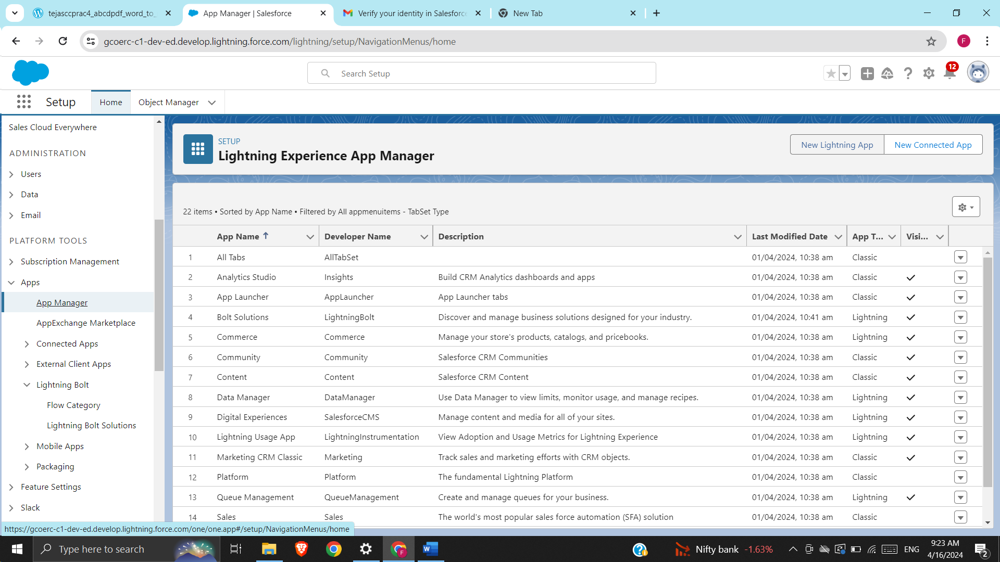 tejasccprac4_abcdpdf_word_to_
App Manager | Salesforce
Verify your identity in Salesforce
New Tab
gcoerc-c1-dev-ed.develop.lightning.force.com/lightning/setup/NavigationMenus/home
F
Search Setup
12
Setup
Home
Object Manager
Sales Cloud Everywhere
ADMINISTRATION
Users
Data
Email
PLATFORM TOOLS
Subscription Management
Apps
App Manager
AppExchange Marketplace
Connected Apps
External Client Apps
Lightning Bolt
Flow Category
Lightning Bolt Solutions
Mobile Apps
Packaging
Feature Settings
Slack
SETUP
Lightning Experience App Manager
New Lightning App
New Connected App
22 items • Sorted by App Name • Filtered by All appmenuitems - TabSet Type
App Name Developer Name Description Last Modified Date App T... Visi...
1 All Tabs AllTabSet 01/04/2024, 10:38 am Classic
2 Analytics Studio Insights Build CRM Analytics dashboards and apps 01/04/2024, 10:38 am Classic
3 App Launcher AppLauncher App Launcher tabs 01/04/2024, 10:38 am Classic
4 Bolt Solutions LightningBolt Discover and manage business solutions designed for your industry. 01/04/2024, 10:41 am Lightning
5 Commerce Commerce Manage your store's products, catalogs, and pricebooks. 01/04/2024, 10:38 am Lightning
6 Community Community Salesforce CRM Communities 01/04/2024, 10:38 am Classic
7 Content Content Salesforce CRM Content 01/04/2024, 10:38 am Classic
8 Data Manager DataManager Use Data Manager to view limits, monitor usage, and manage recipes. 01/04/2024, 10:38 am Lightning
9 Digital Experiences SalesforceCMS Manage content and media for all of your sites. 01/04/2024, 10:38 am Lightning
10 Lightning Usage App LightningInstrumentation View Adoption and Usage Metrics for Lightning Experience 01/04/2024, 10:38 am Lightning
11 Marketing CRM Classic Marketing Track sales and marketing efforts with CRM objects. 01/04/2024, 10:38 am Classic
12 Platform Platform The fundamental Lightning Platform 01/04/2024, 10:38 am Classic
13 Queue Management QueueManagement Create and manage queues for your business. 01/04/2024, 10:38 am Lightning
14 Sales Sales The world's most popular sales force automation (SFA) solution 01/04/2024, 10:38 am Classic
https://gcoerc-c1-dev-ed.develop.lightning.force.com/one/one.app#/setup/NavigationMenus/home
Type here to search
Nifty bank -1.63%
ENG
9:23 AM
4/16/2024
2